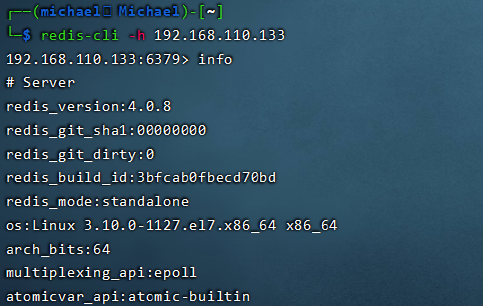 ┌──(michael㉿Michael)-[~]
└─$ redis-cli -h 192.168.110.133
192.168.110.133:6379> info
# Server
redis_version:4.0.8
redis_git_sha1:00000000
redis_git_dirty:0
redis_build_id:3bfcab0fbecd70bd
redis_mode:standalone
os:Linux 3.10.0-1127.el7.x86_64 x86_64
arch_bits:64
multiplexing_api:epoll
atomicvar_api:atomic-builtin